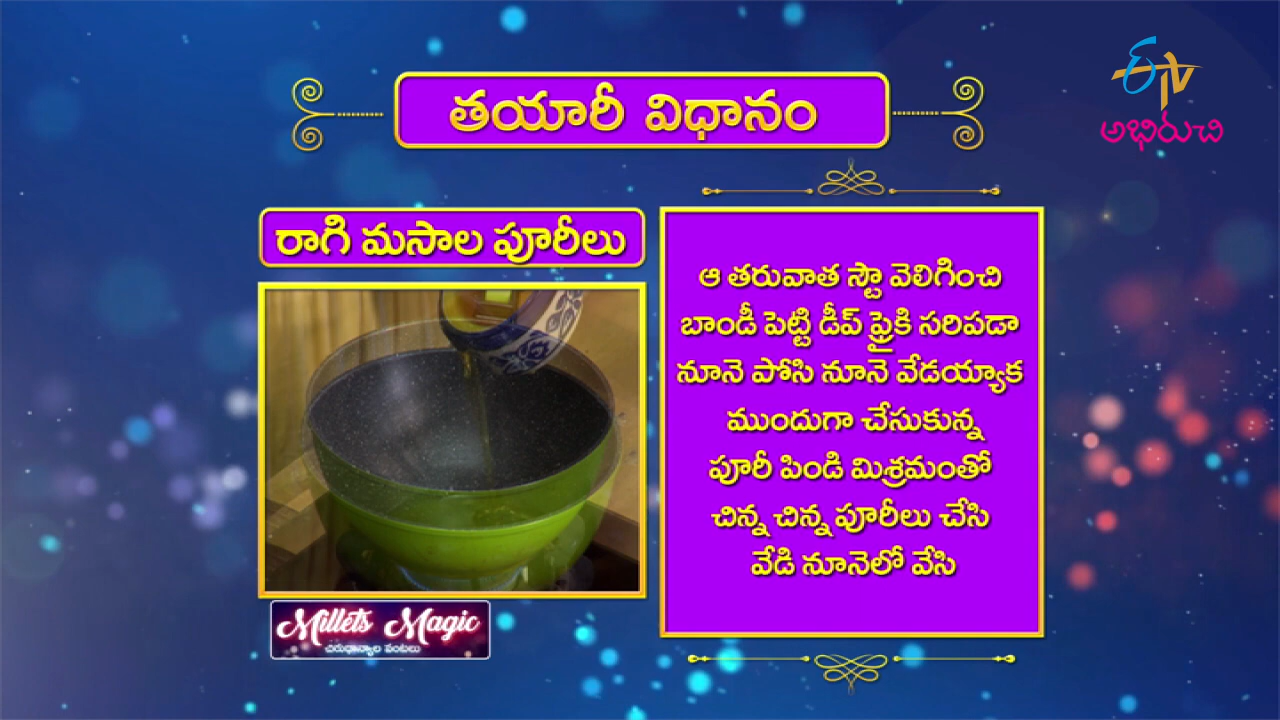 తయారీ విధానం
ETV
అభిరుచి
రాగి మసాల పూరీలు
ఆ తరువాత స్టౌ వెలిగించి
బాండీ పెట్టి డీప్ ఫ్రైకి సరిపడా
నూనె పోసి నూనె వేడయ్యాక
ముందుగా చేసుకున్న
పూరీ పిండి మిశ్రమంతో
చిన్న చిన్న పూరీలు చేసి
వేడి నూనెలో వేసి
Millets Magic
చిరుధాన్యాల వంటలు